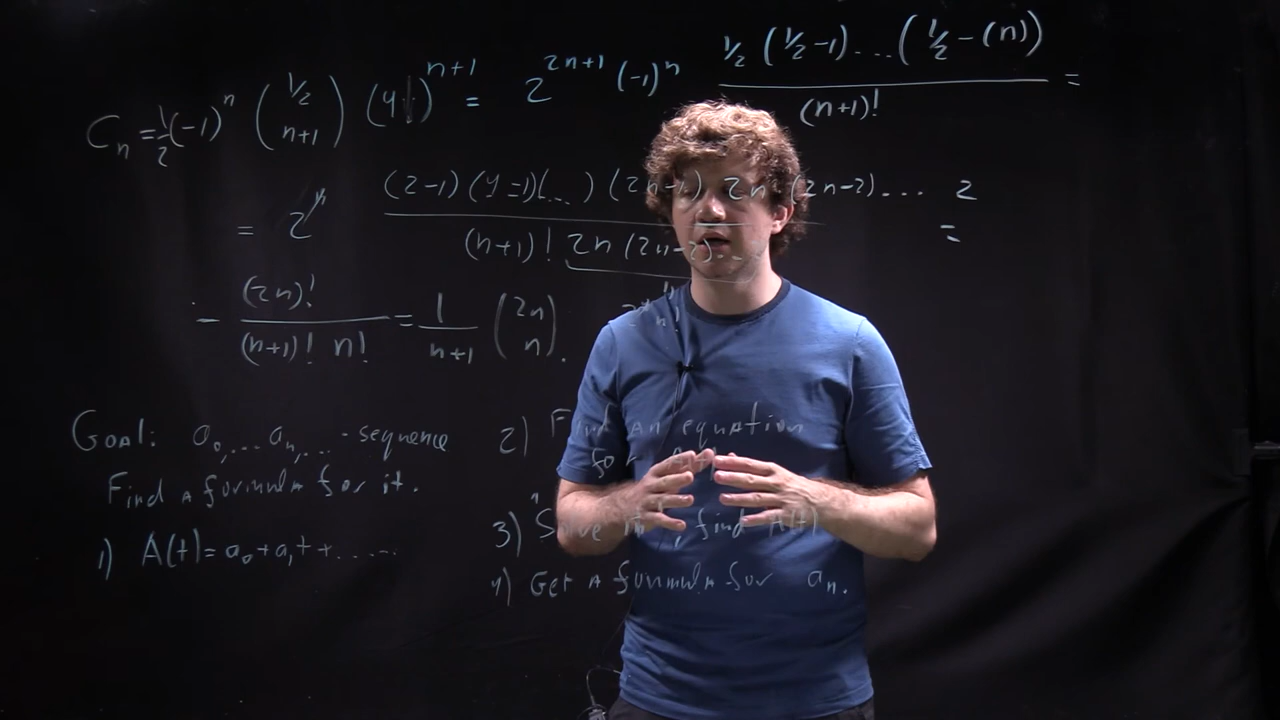 C_n = 1/2 (-1)^n (1/2 n+1) (4)^{n+1} = 2^{2n+1} (-1)^n 1/2 (1/2 -1) ... (1/2 - (n)) / (n+1)! =
= 2^n (2-1)(4-1)(...)(2n-1) 2n (2n-2) ... 2 / (n+1)! 2n (2n-2)... =
- (2n)! / (n+1)! n! = 1/n+1 (2n n).
Goal: a_0, ... a_n, ... - sequence
Find a formula for it.
1) A(t) = a_0 + a_1 t + ......
2) Find an equation
for
3) Solve it, find A(t)
4) Get a formula for a_n.